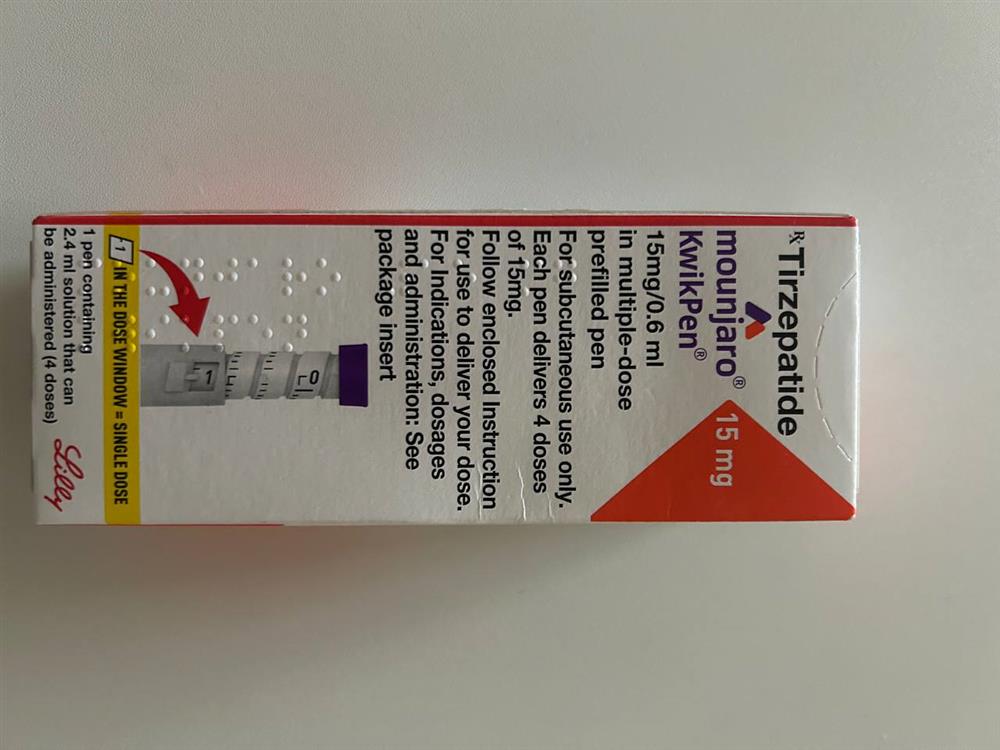 ℞ Tirzepatide
mounjaro®
KwikPen®
15 mg
15mg/0.6 ml
in multiple-dose
prefilled pen
For subcutaneous use only.
Each pen delivers 4 doses
of 15mg.
Follow enclosed Instruction
for use to deliver your dose.
For Indications, dosages
and administration: See
package insert
0
1
1 IN THE DOSE WINDOW = SINGLE DOSE
1 pen containing
2.4 ml solution that can
be administered (4 doses)
Lilly